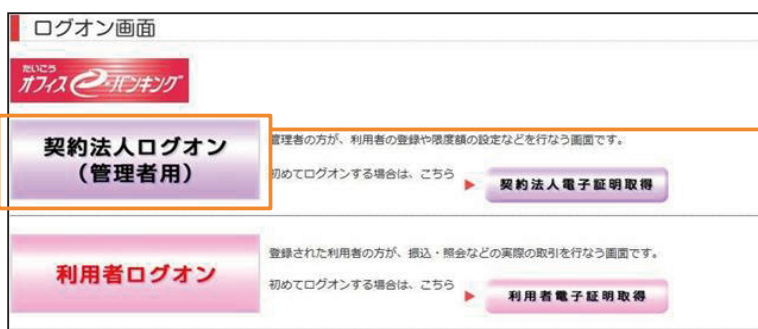 ログオン画面
だいこう
オフィスe-バンキング
契約法人ログオン
(管理者用)
管理者の方が、利用者の登録や限度額の設定などを行なう画面です。
初めてログオンする場合は、こちら
契約法人電子証明取得
利用者ログオン
登録された利用者の方が、振込・照会などの実際の取引を行なう画面です。
初めてログオンする場合は、こちら
利用者電子証明取得